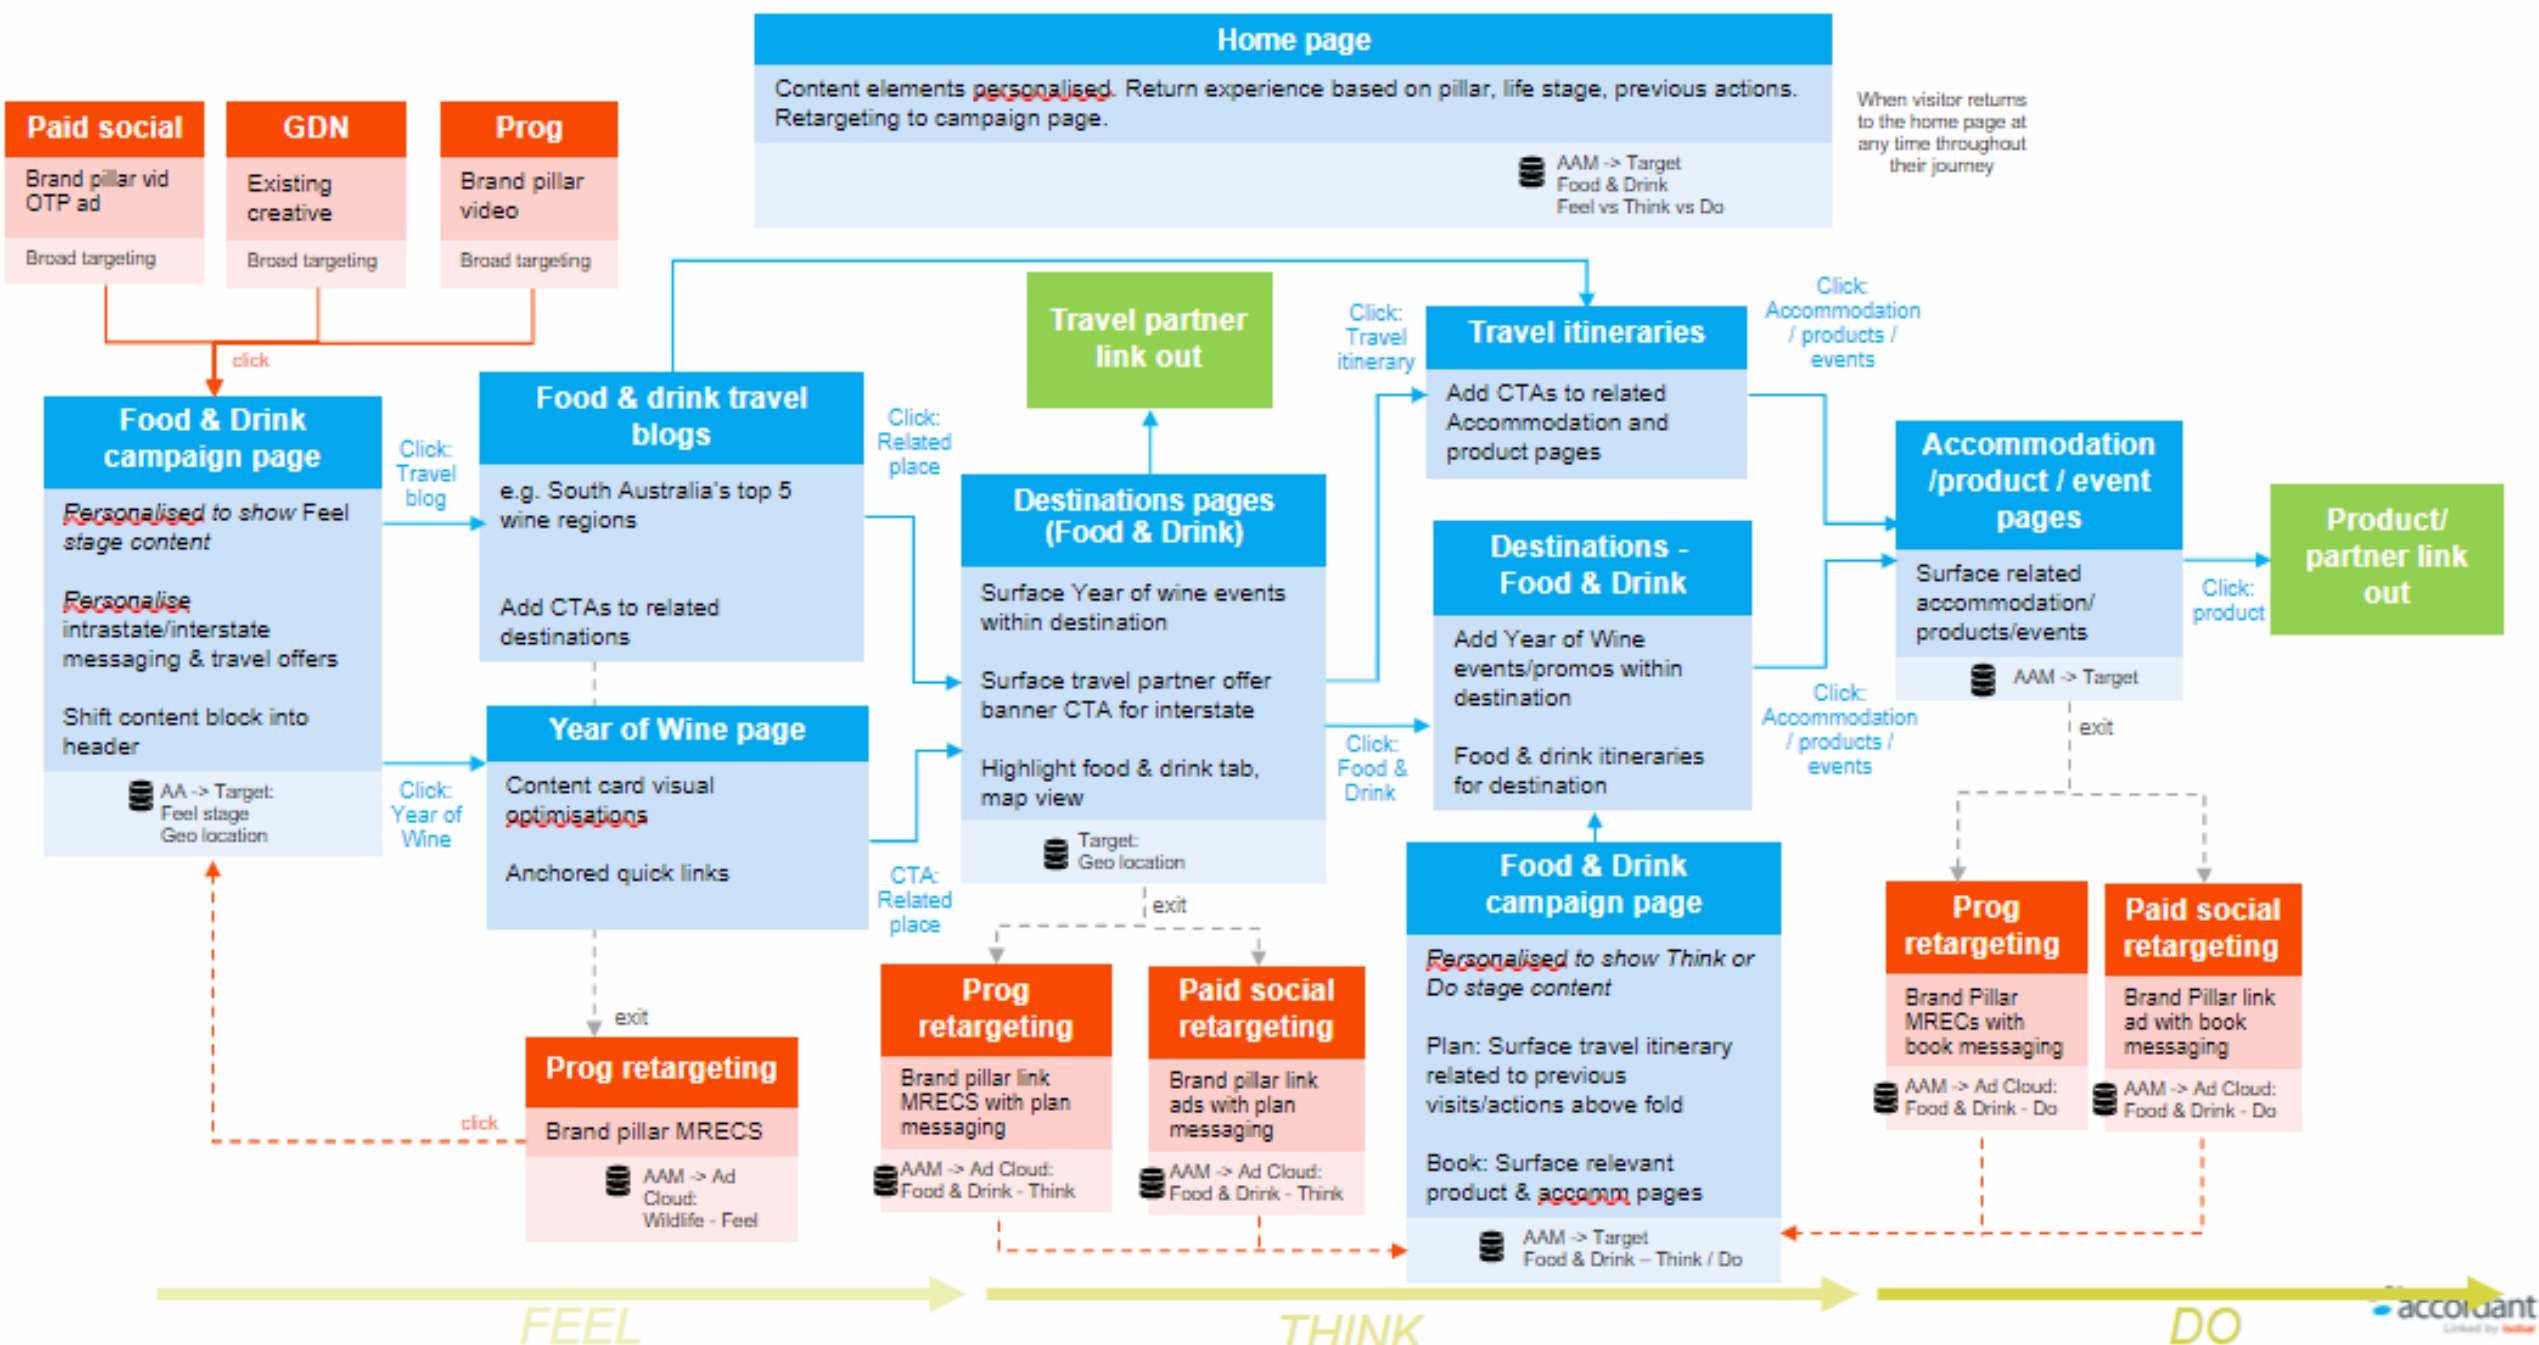 Home page
Content elements personalised. Return experience based on pillar, life stage, previous actions.
Retargeting to campaign page.
AAM -> Target
Food & Drink
Feel vs Think vs Do
When visitor returns
to the home page at
any time throughout
their journey
Paid social
Brand pillar vid
OTP ad
Broad targeting
GDN
Existing
creative
Broad targeting
Prog
Brand pillar
video
Broad targeting
click
Food & Drink
campaign page
Personalised to show Feel
stage content
Personalise
intrastate/interstate
messaging & travel offers
Shift content block into
header
AA -> Target:
Feel stage
Geo location
Click:
Travel
blog
Click:
Year of
Wine
Food & drink travel
blogs
e.g. South Australia's top 5
wine regions
Add CTAs to related
destinations
Year of Wine page
Content card visual
optimisations
Anchored quick links
exit
Prog retargeting
Brand pillar MRECS
AAM -> Ad
Cloud:
Wildlife - Feel
click
Click:
Related
place
CTA:
Related
place
Travel partner
link out
Destinations pages
(Food & Drink)
Surface Year of wine events
within destination
Surface travel partner offer
banner CTA for interstate
Highlight food & drink tab,
map view
Target:
Geo location
exit
Prog
retargeting
Brand pillar link
MRECS with plan
messaging
AAM -> Ad Cloud:
Food & Drink - Think
Paid social
retargeting
Brand pillar link
ads with plan
messaging
AAM -> Ad Cloud:
Food & Drink - Think
Click:
Travel
itinerary
Click:
Food &
Drink
Travel itineraries
Add CTAs to related
Accommodation and
product pages
Destinations -
Food & Drink
Add Year of Wine
events/promos within
destination
Food & drink itineraries
for destination
Food & Drink
campaign page
Personalised to show Think or
Do stage content
Plan: Surface travel itinerary
related to previous
visits/actions above fold
Book: Surface relevant
product & accomm pages
AAM -> Target
Food & Drink – Think / Do
Click:
Accommodation
/ products /
events
Click:
Accommodation
/ products /
events
Accommodation
/product / event
pages
Surface related
accommodation/
products/events
AAM -> Target
exit
Click:
product
Product/
partner link
out
Prog
retargeting
Brand Pillar
MRECs with
book messaging
AAM -> Ad Cloud:
Food & Drink - Do
Paid social
retargeting
Brand Pillar link
ad with book
messaging
AAM -> Ad Cloud:
Food & Drink - Do
FEEL
THINK
DO
accordant
Linked by isobar